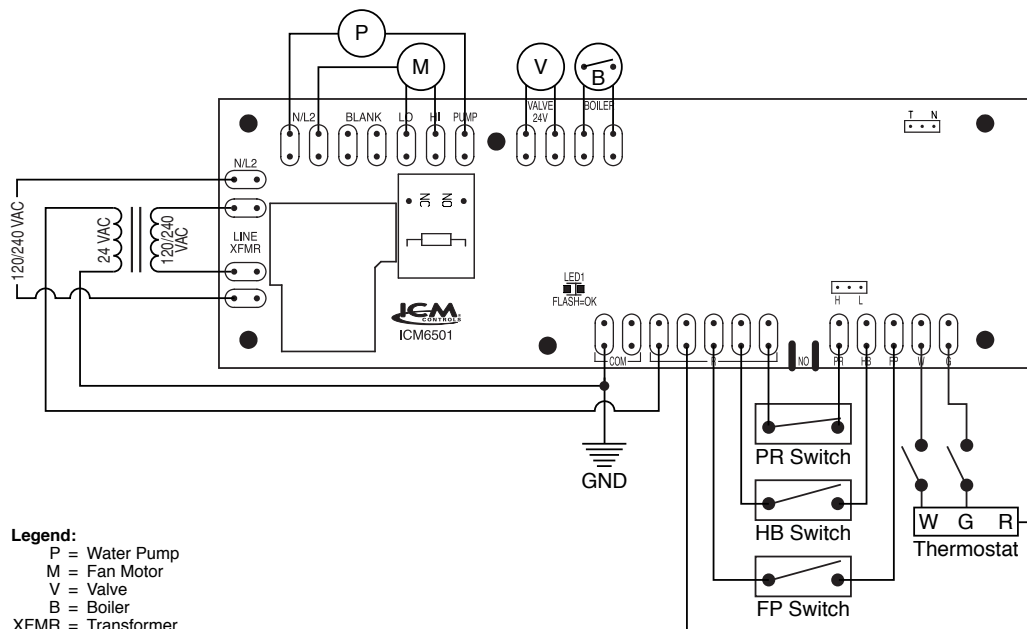 P
M
V
B
N/L2 BLANK LO HI PUMP
VALVE
24V
BOILER
T N
N/L2
120/240 VAC
24 VAC
120/240
VAC
LINE
XFMR
NC NO
ICM®
CONTROLS
ICM6501
LED1
FLASH=OK
H L
COM R NO PR HB FP W G
PR Switch
GND
HB Switch
W G R
Thermostat
FP Switch
Legend:
P = Water Pump
M = Fan Motor
V = Valve
B = Boiler
XFMR = Transformer